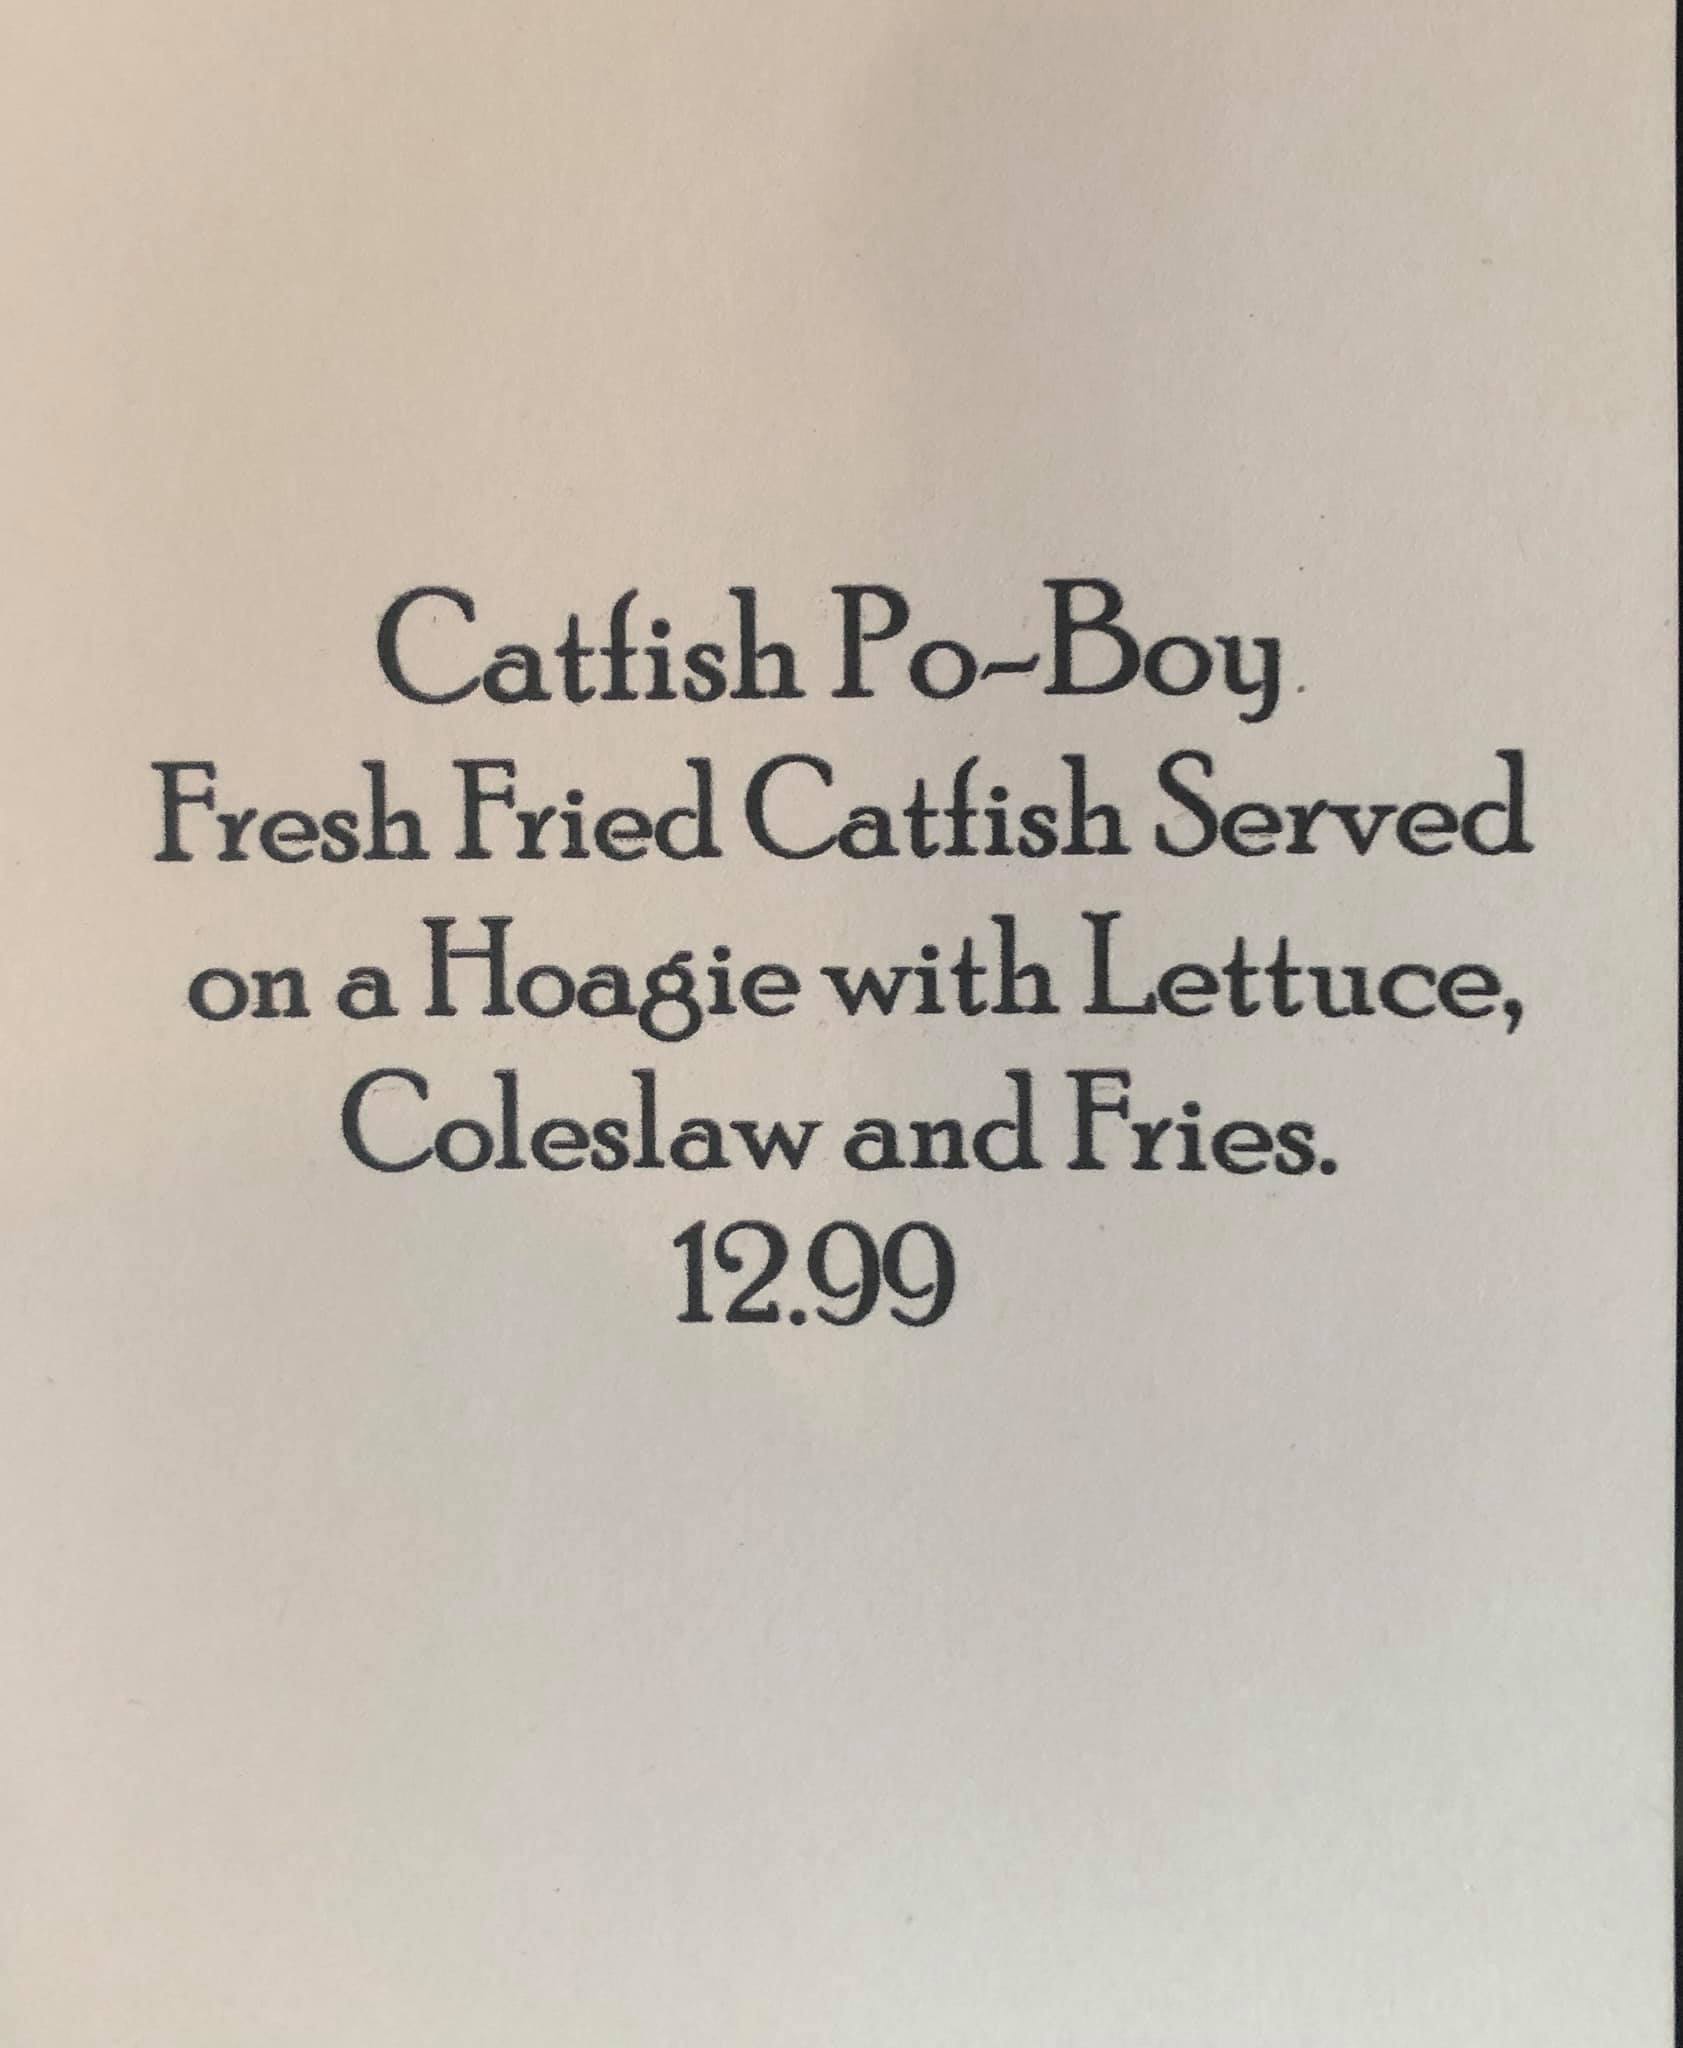 Catfish Po-Boy
Fresh Fried Catfish Served
on a Hoagie with Lettuce,
Coleslaw and Fries.
12.99